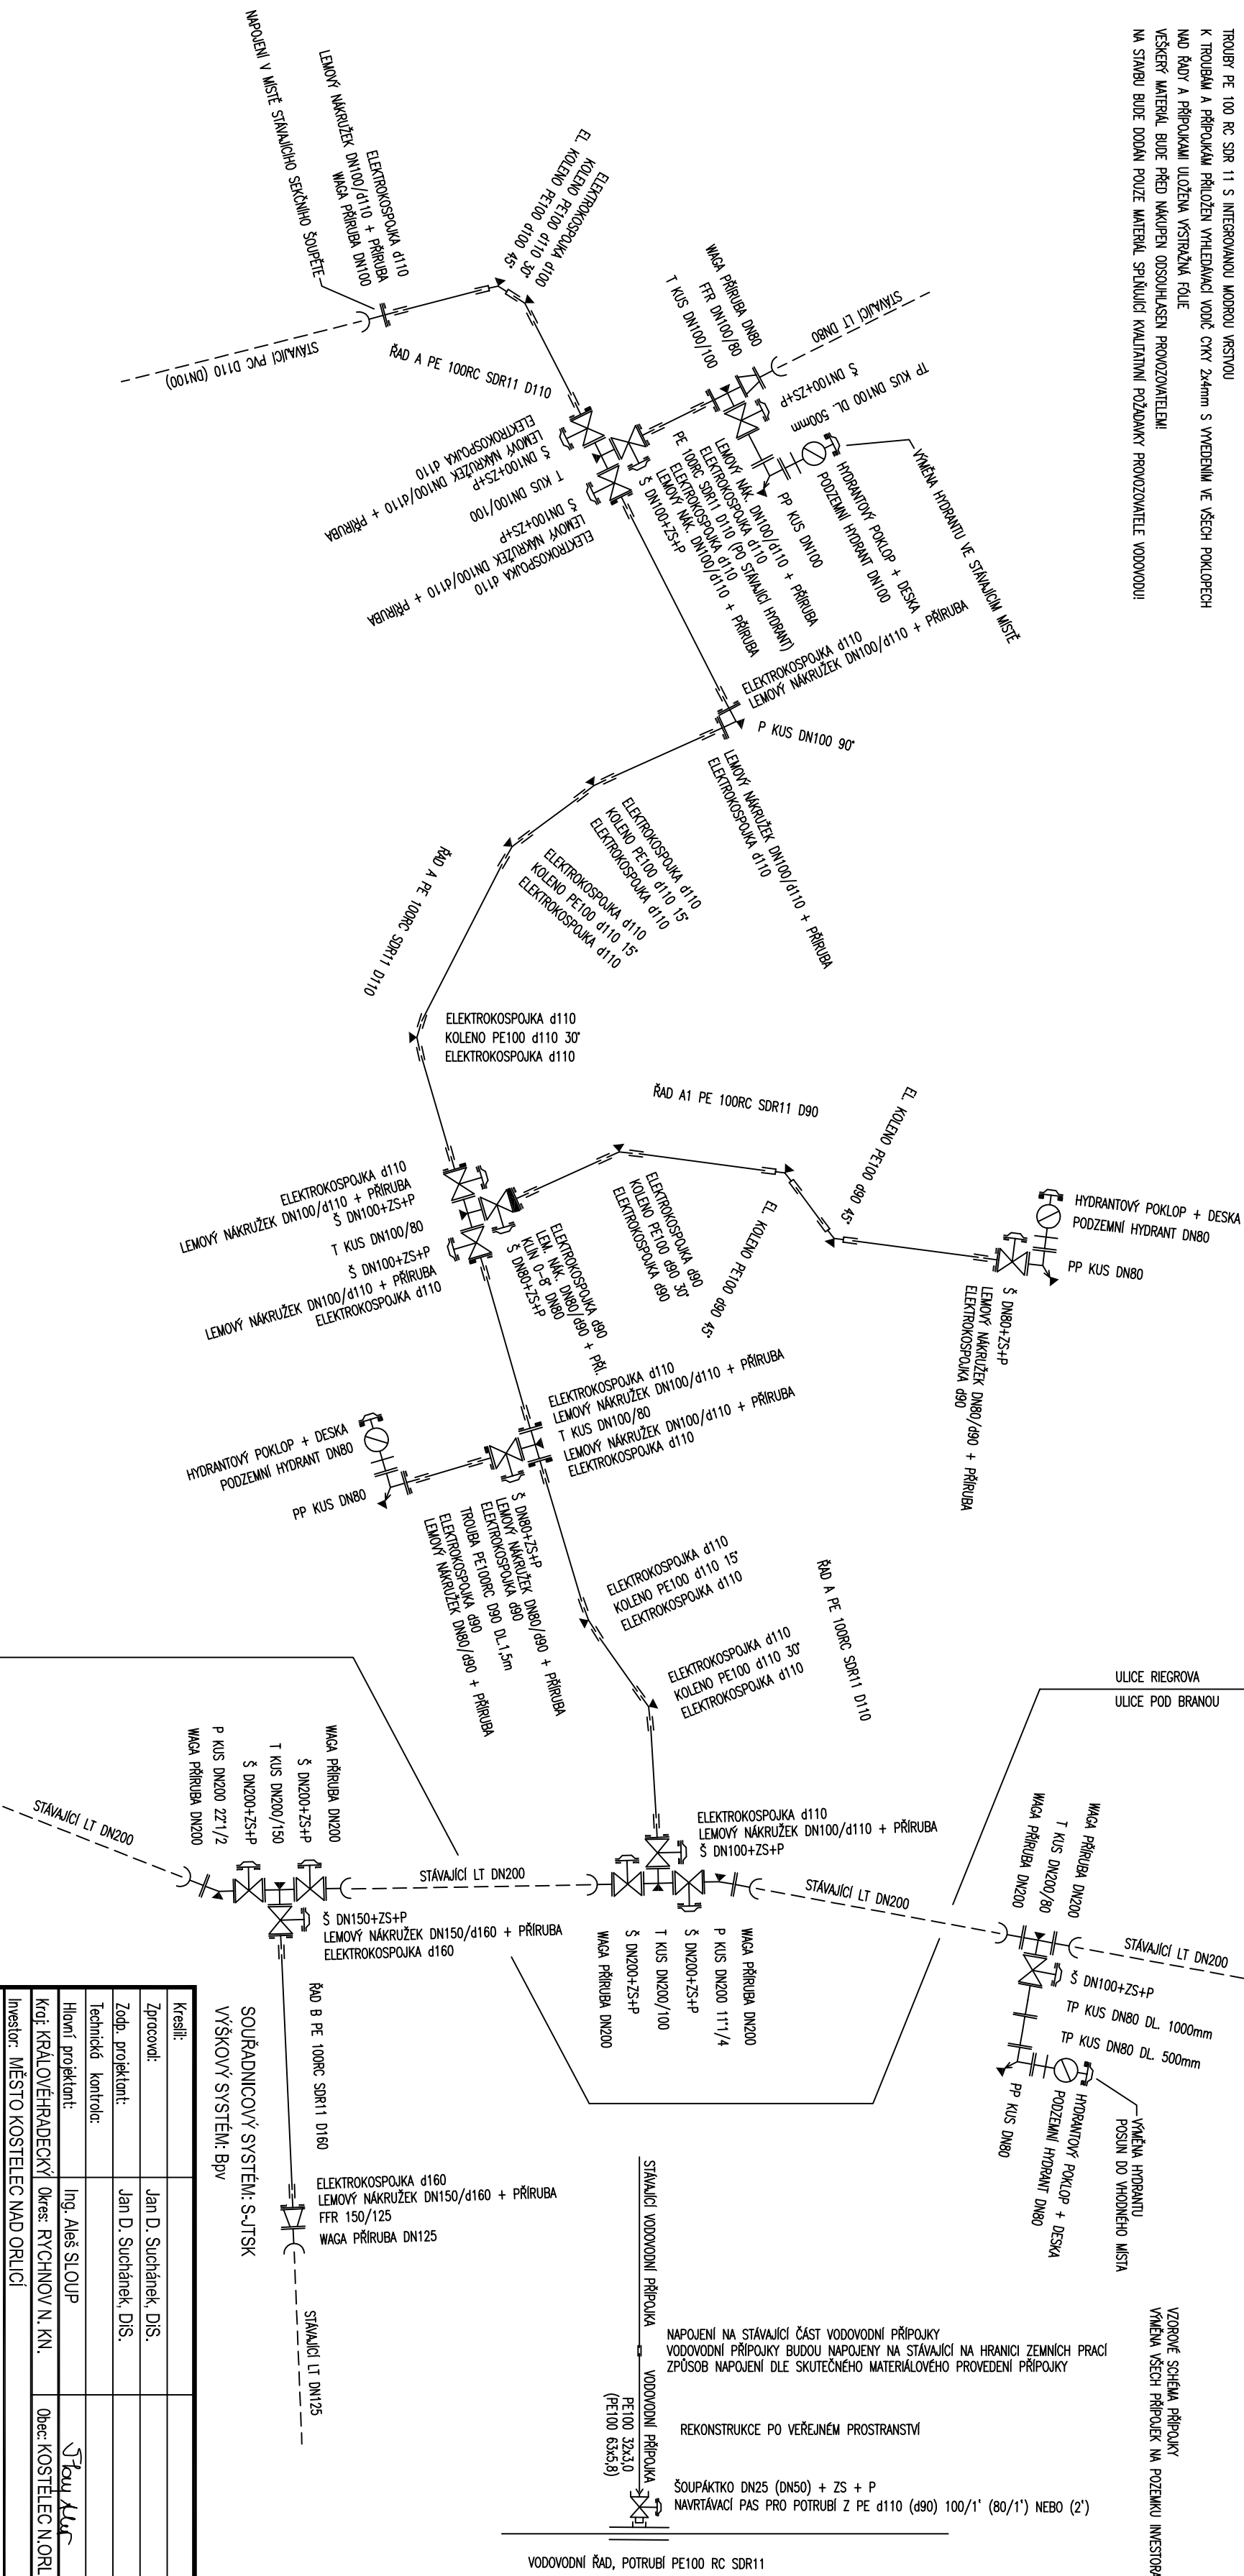 TROUBY PE 100 RC SDR 11 S INTEGROVANOU MODROU VRSTVOU
K TROUBÁM A PŘÍPOJKÁM PŘILOŽEN VYHLEDÁVACÍ VODIČ CYKY 2x4mm S VYVEDENÍM VE VŠECH POKLOPECH
NAD ŘADY A PŘÍPOJKAMI ULOŽENA VÝSTRAŽNÁ FÓLIE
VEŠKERÝ MATERIÁL BUDE PŘED NÁKUPEN ODSOUHLASEN PROVOZOVATELEM!
NA STAVBU BUDE DODÁN POUZE MATERIÁL SPLŇUJÍCÍ KVALITATIVNÍ POŽADAVKY PROVOZOVATELE VODOVODU!
NAPOJENÍ V MÍSTĚ STÁVAJÍCÍHO SEKČNÍHO ŠOUPĚTE
ELEKTROKOSPOJKA d110
LEMOVÝ NÁKRUŽEK DN100/d110 + PŘÍRUBA
WAGA PŘÍRUBA DN100
STÁVAJÍCÍ PVC D110 (DN100)
ELEKTROKOSPOJKA d100
KOLENO PE100 d110 30°
EL. KOLENO PE100 d100 45°
ŘAD A PE 100RC SDR11 D110
WAGA PŘÍRUBA DN80
FFR DN100/80
T KUS DN100/100
STÁVAJÍCÍ LT DN80
Š DN100+ZS+P
TP KUS DN100 DL. 500mm
VÝMĚNA HYDRANTU VE STÁVAJÍCÍM MÍSTĚ
HYDRANTOVÝ POKLOP + DESKA
PODZEMNÍ HYDRANT DN100
PP KUS DN100
LEMOVÝ NÁK. DN100/d110 + PŘÍRUBA
ELEKTROKOSPOJKA d110
PE 100RC SDR11 D110 (PO STÁVAJÍCÍ HYDRANT)
ELEKTROKOSPOJKA d110
LEMOVÝ NÁK. DN100/d110 + PŘÍRUBA
Š DN100+ZS+P
ELEKTROKOSPOJKA d110
LEMOVÝ NÁKRUŽEK DN100/d110 + PŘÍRUBA
Š DN100+ZS+P
T KUS DN100/100
Š DN100+ZS+P
LEMOVÝ NÁKRUŽEK DN100/d110 + PŘÍRUBA
ELEKTROKOSPOJKA d110
ELEKTROKOSPOJKA d110
LEMOVÝ NÁKRUŽEK DN100/d110 + PŘÍRUBA
P KUS DN100 90°
LEMOVÝ NÁKRUŽEK DN100/d110 + PŘÍRUBA
ELEKTROKOSPOJKA d110
ELEKTROKOSPOJKA d110
KOLENO PE100 d110 15°
ELEKTROKOSPOJKA d110
ELEKTROKOSPOJKA d110
KOLENO PE100 d110 15°
ELEKTROKOSPOJKA d110
ŘAD A PE 100RC SDR11 D110
ELEKTROKOSPOJKA d110
KOLENO PE100 d110 30°
ELEKTROKOSPOJKA d110
ŘAD A1 PE 100RC SDR11 D90
EL. KOLENO PE100 d90 45°
EL. KOLENO PE100 d90 45°
ELEKTROKOSPOJKA d90
KOLENO PE100 d90 30°
ELEKTROKOSPOJKA d90
HYDRANTOVÝ POKLOP + DESKA
PODZEMNÍ HYDRANT DN80
PP KUS DN80
Š DN80+ZS+P
LEMOVÝ NÁKRUŽEK DN80/d90 + PŘÍRUBA
ELEKTROKOSPOJKA d90
ELEKTROKOSPOJKA d110
LEMOVÝ NÁKRUŽEK DN100/d110 + PŘÍRUBA
Š DN100+ZS+P
T KUS DN100/80
Š DN100+ZS+P
LEMOVÝ NÁKRUŽEK DN100/d110 + PŘÍRUBA
ELEKTROKOSPOJKA d110
ELEKTROKOSPOJKA d90
LEM. NÁK. DN80/d90 + PŘÍ.
KLÍN 0-8° DN80
Š DN80+ZS+P
ELEKTROKOSPOJKA d110
LEMOVÝ NÁKRUŽEK DN100/d110 + PŘÍRUBA
T KUS DN100/80
LEMOVÝ NÁKRUŽEK DN100/d110 + PŘÍRUBA
ELEKTROKOSPOJKA d110
HYDRANTOVÝ POKLOP + DESKA
PODZEMNÍ HYDRANT DN80
PP KUS DN80
Š DN80+ZS+P
LEMOVÝ NÁKRUŽEK DN80/d90 + PŘÍRUBA
ELEKTROKOSPOJKA d90
TROUBA PE100RC D90 DL.1,5m
ELEKTROKOSPOJKA d90
LEMOVÝ NÁKRUŽEK DN80/d90 + PŘÍRUBA
ELEKTROKOSPOJKA d110
KOLENO PE100 d110 15°
ELEKTROKOSPOJKA d110
ELEKTROKOSPOJKA d110
KOLENO PE100 d110 30°
ELEKTROKOSPOJKA d110
ŘAD A PE 100RC SDR11 D110
ULICE RIEGROVA
ULICE POD BRANOU
WAGA PŘÍRUBA DN200
Š DN200+ZS+P
T KUS DN200/150
Š DN200+ZS+P
P KUS DN200 22°1/2
WAGA PŘÍRUBA DN200
STÁVAJÍCÍ LT DN200
STÁVAJÍCÍ LT DN200
Š DN150+ZS+P
LEMOVÝ NÁKRUŽEK DN150/d160 + PŘÍRUBA
ELEKTROKOSPOJKA d160
ELEKTROKOSPOJKA d110
LEMOVÝ NÁKRUŽEK DN100/d110 + PŘÍRUBA
Š DN100+ZS+P
STÁVAJÍCÍ LT DN200
WAGA PŘÍRUBA DN200
P KUS DN200 11°1/4
Š DN200+ZS+P
T KUS DN200/100
Š DN200+ZS+P
WAGA PŘÍRUBA DN200
WAGA PŘÍRUBA DN200
T KUS DN200/80
WAGA PŘÍRUBA DN200
STÁVAJÍCÍ LT DN200
Š DN100+ZS+P
TP KUS DN80 DL. 1000mm
TP KUS DN80 DL. 500mm
VÝMĚNA HYDRANTU
POSUN DO VHODNÉHO MÍSTA
HYDRANTOVÝ POKLOP + DESKA
PODZEMNÍ HYDRANT DN80
PP KUS DN80
ŘAD B PE 100RC SDR11 D160
ELEKTROKOSPOJKA d160
LEMOVÝ NÁKRUŽEK DN150/d160 + PŘÍRUBA
FFR 150/125
WAGA PŘÍRUBA DN125
STÁVAJÍCÍ LT DN125
SOUŘADNICOVÝ SYSTÉM: S-JTSK
VÝŠKOVÝ SYSTÉM: Bpv
VZOROVÉ SCHÉMA PŘÍPOJKY
VÝMĚNA VŠECH PŘÍPOJEK NA POZEMKU INVESTORA
STÁVAJÍCÍ VODOVODNÍ PŘÍPOJKA
NAPOJENÍ NA STÁVAJÍCÍ ČÁST VODOVODNÍ PŘÍPOJKY
VODOVODNÍ PŘÍPOJKY BUDOU NAPOJENY NA STÁVAJÍCÍ NA HRANICI ZEMNÍCH PRACÍ
ZPŮSOB NAPOJENÍ DLE SKUTEČNÉHO MATERIÁLOVÉHO PROVEDENÍ PŘÍPOJKY
VODOVODNÍ PŘÍPOJKA
PE100 32x3,0
(PE100 63x5,8)
REKONSTRUKCE PO VEŘEJNÉM PROSTRANSTVÍ
ŠOUPÁKTKO DN25 (DN50) + ZS + P
NAVRTÁVACÍ PAS PRO POTRUBÍ Z PE d110 (d90) 100/1" (80/1") NEBO (2")
VODOVODNÍ ŘAD, POTRUBÍ PE100 RC SDR11
Kreslil:
Zpracoval: Jan D. Suchánek, DiS.
Zodp. projektant: Jan D. Suchánek, DiS.
Technická kontrola:
Hlavní projektant: Ing. Aleš SLOUP
Kraj: KRÁLOVÉHRADECKÝ Okres: RYCHNOV N. KN. Obec: KOSTELEC N.ORL
Investor: MĚSTO KOSTELEC NAD ORLICÍ